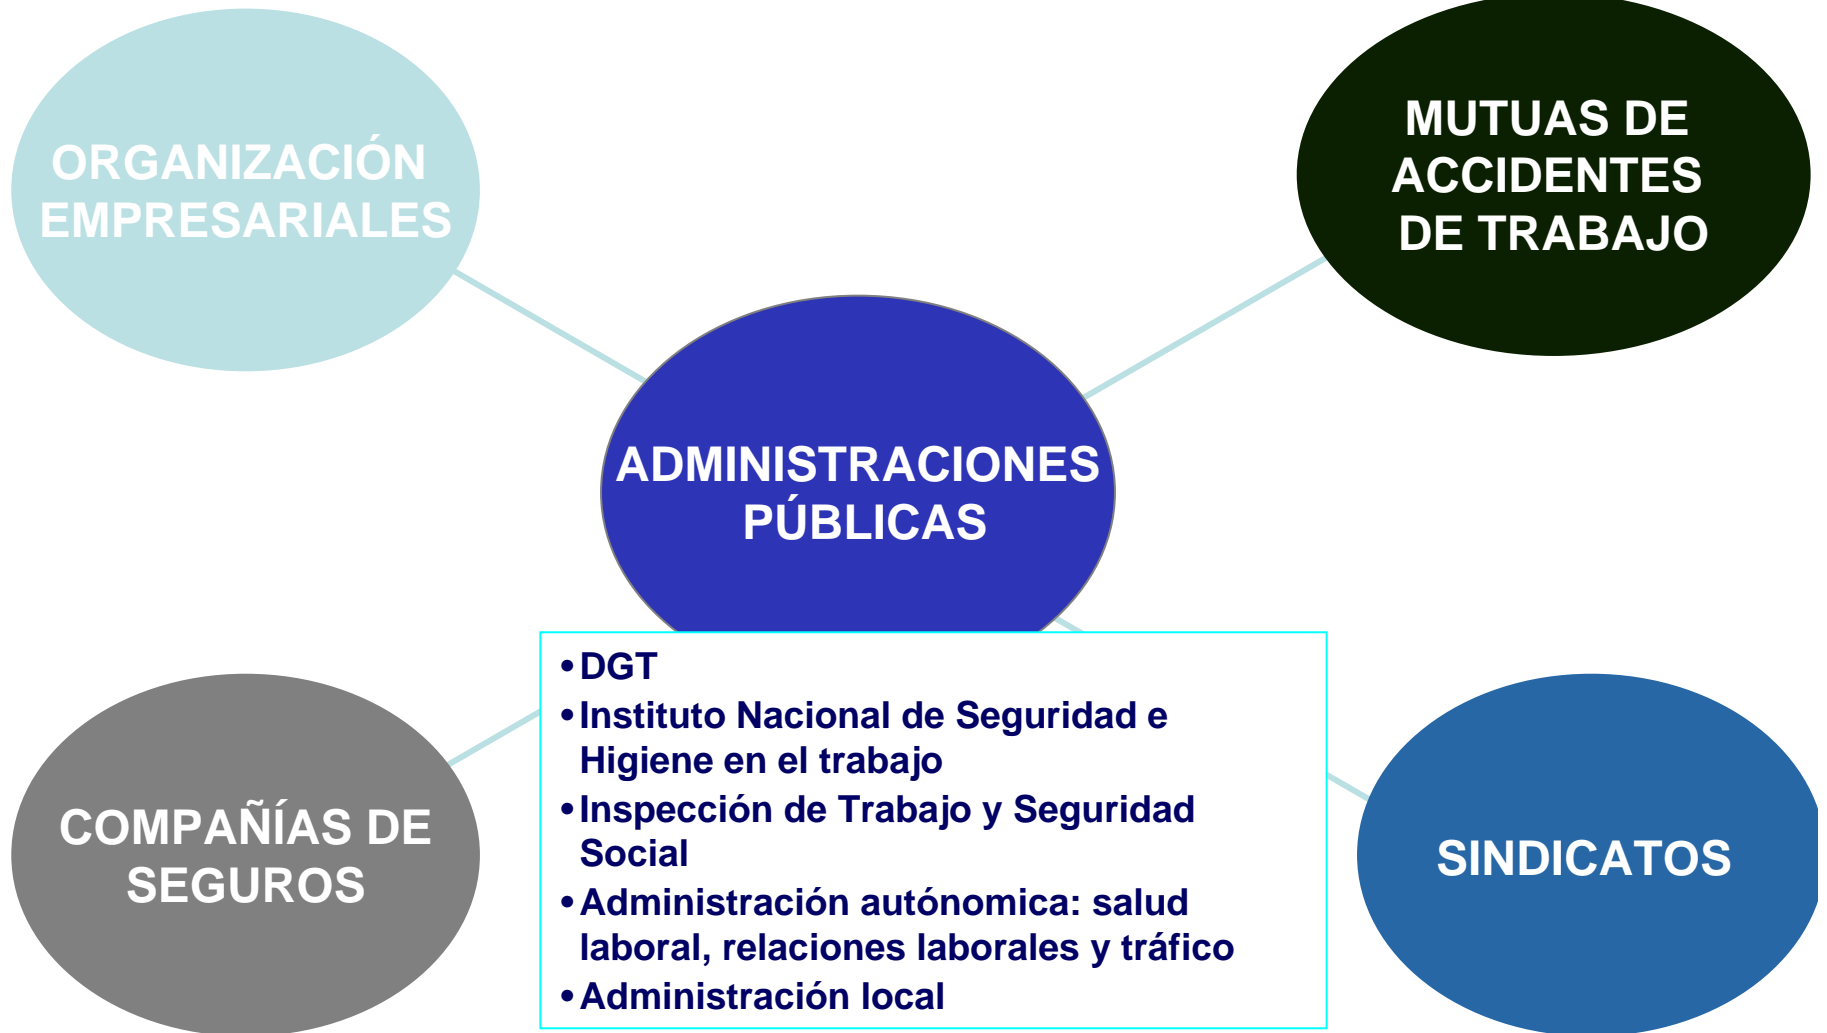 ORGANIZACIÓN
EMPRESARIALES
MUTUAS DE
ACCIDENTES
DE TRABAJO
ADMINISTRACIONES
PÚBLICAS
•DGT
•Instituto Nacional de Seguridad e
Higiene en el trabajo
•Inspección de Trabajo y Seguridad
Social
•Administración autónomica: salud
laboral, relaciones laborales y tráfico
•Administración local
COMPAÑÍAS DE
SEGUROS
SINDICATOS